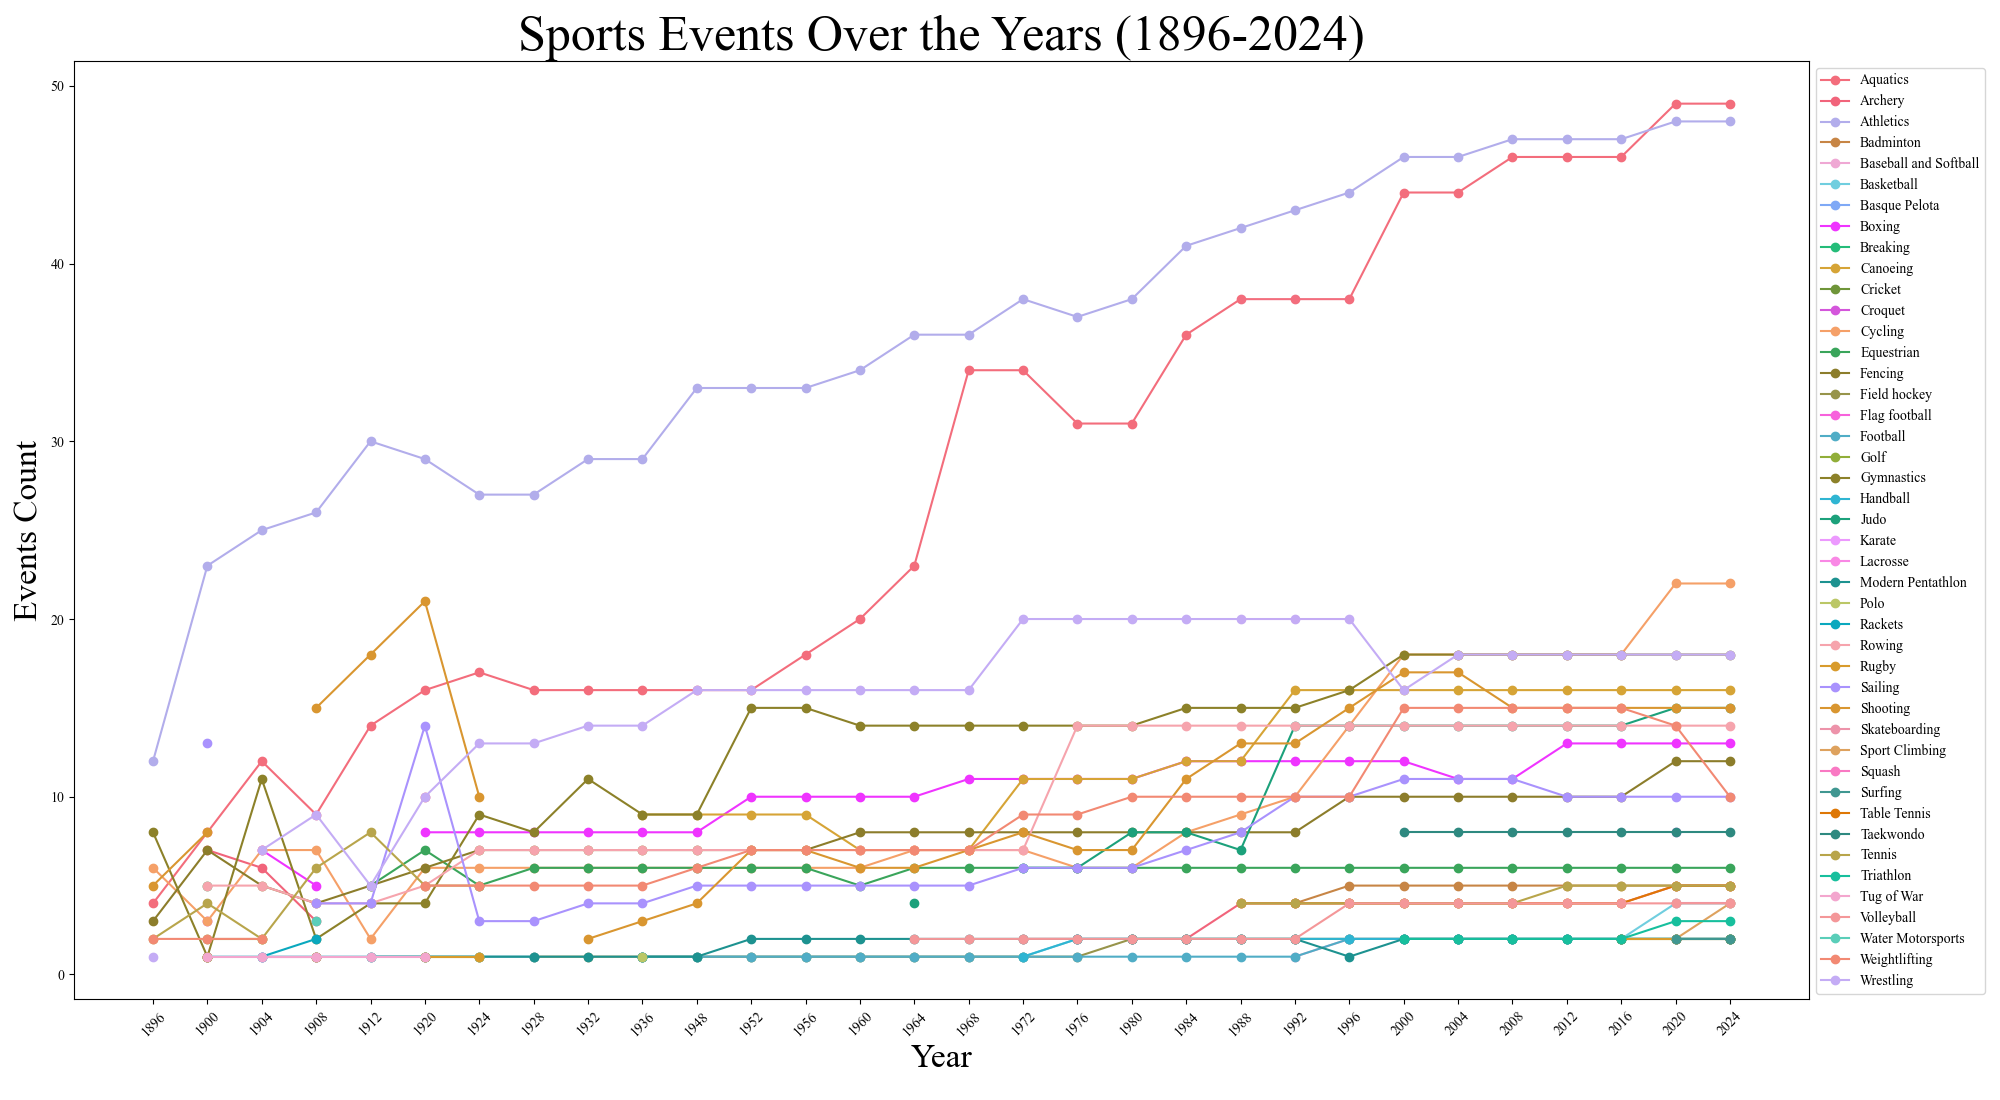 Sports Events Over the Years (1896-2024)
Events Count
50
40
30
20
10
0
1896 1900 1904 1908 1912 1920 1924 1928 1932 1936 1948 1952 1956 1960 1964 1968 1972 1976 1980 1984 1988 1992 1996 2000 2004 2008 2012 2016 2020 2024
Year
Aquatics
Archery
Athletics
Badminton
Baseball and Softball
Basketball
Basque Pelota
Boxing
Breaking
Canoeing
Cricket
Croquet
Cycling
Equestrian
Fencing
Field hockey
Flag football
Football
Golf
Gymnastics
Handball
Judo
Karate
Lacrosse
Modern Pentathlon
Polo
Rackets
Rowing
Rugby
Sailing
Shooting
Skateboarding
Sport Climbing
Squash
Surfing
Table Tennis
Taekwondo
Tennis
Triathlon
Tug of War
Volleyball
Water Motorsports
Weightlifting
Wrestling